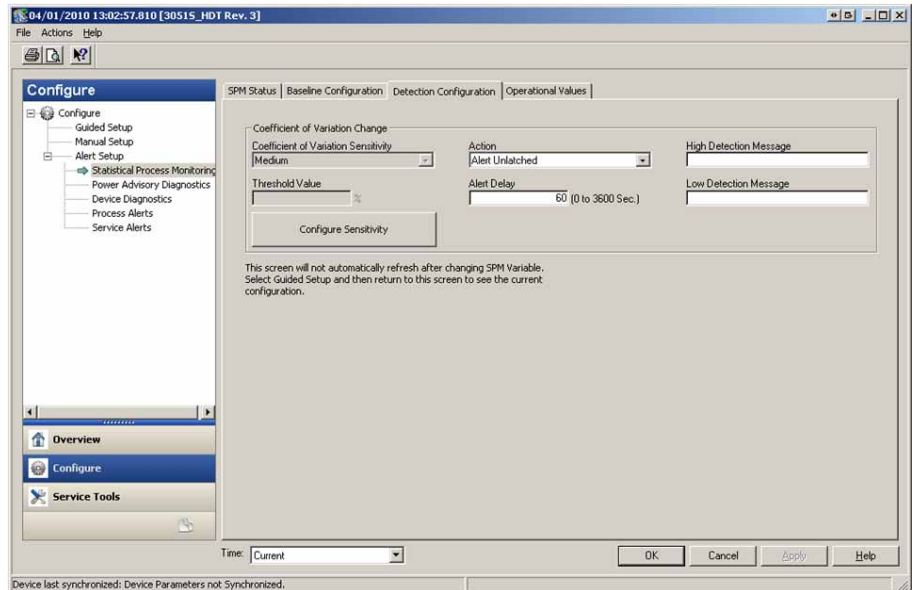 04/01/2010 13:02:57.810 [3051S_HDT Rev. 3]
File Actions Help
Configure
Configure
Guided Setup
Manual Setup
Alert Setup
Statistical Process Monitoring
Power Advisory Diagnostics
Device Diagnostics
Process Alerts
Service Alerts
Overview
Configure
Service Tools
SPM Status Baseline Configuration Detection Configuration Operational Values
Coefficient of Variation Change
Coefficient of Variation Sensitivity Action High Detection Message
Medium Alert Unlatched
Threshold Value Alert Delay Low Detection Message
% 60 (0 to 3600 Sec.)
Configure Sensitivity
This screen will not automatically refresh after changing SPM Variable.
Select Guided Setup and then return to this screen to see the current
configuration.
Time: Current OK Cancel Apply Help
Device last synchronized: Device Parameters not Synchronized.